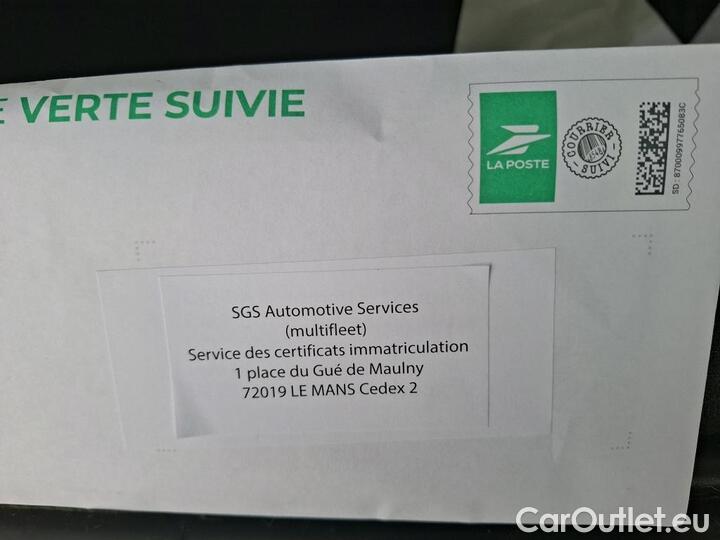 E VERTE SUIVIE
LA POSTE
COURRIER
SUIVI
SD : 87000997765083C
SGS Automotive Services
(multifleet)
Service des certificats immatriculation
1 place du Gué de Maulny
72019 LE MANS Cedex 2
CarOutlet.eu